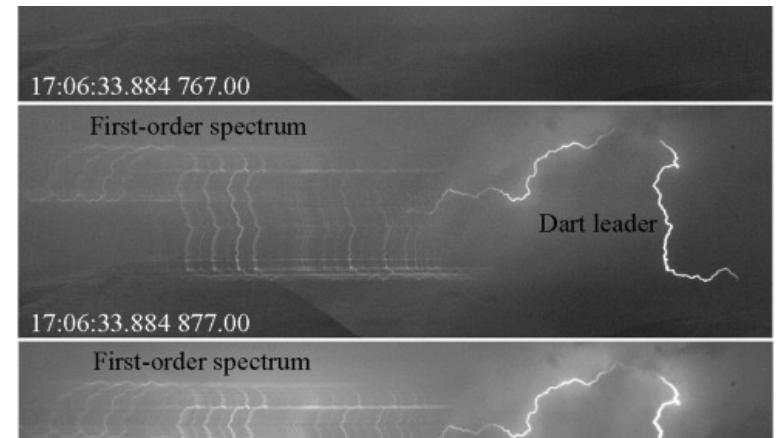 17:06:33.884 767.00
First-order spectrum
Dart leader
17:06:33.884 877.00
First-order spectrum